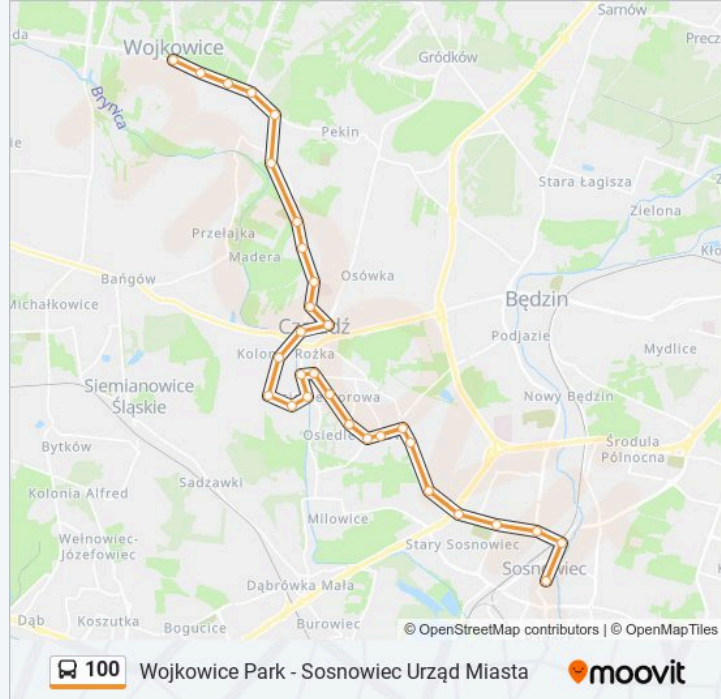 Sarnów
Wojkowice
Gródków
Brynica
Pekin
Stara Łagisza
Zielona
Przełajka
Madera
Bańgów
Osówka
Będzin
Michałkowice
Podjazie
Kolonia Rożka
Mydlice
Siemianowice
Śląskie
Nowy Będzin
Bytków
Środula
Północna
Sadzawki
Kolonia Alfred
Milowice
Wełnowiec-
Józefowiec
Stary Sosnowiec
Sosnowiec
Dąbrówka Mała
Dąb
Koszutka
Bogucice
Burowiec
© OpenStreetMap contributors | © OpenMapTiles
100 Wojkowice Park - Sosnowiec Urząd Miasta
moovit